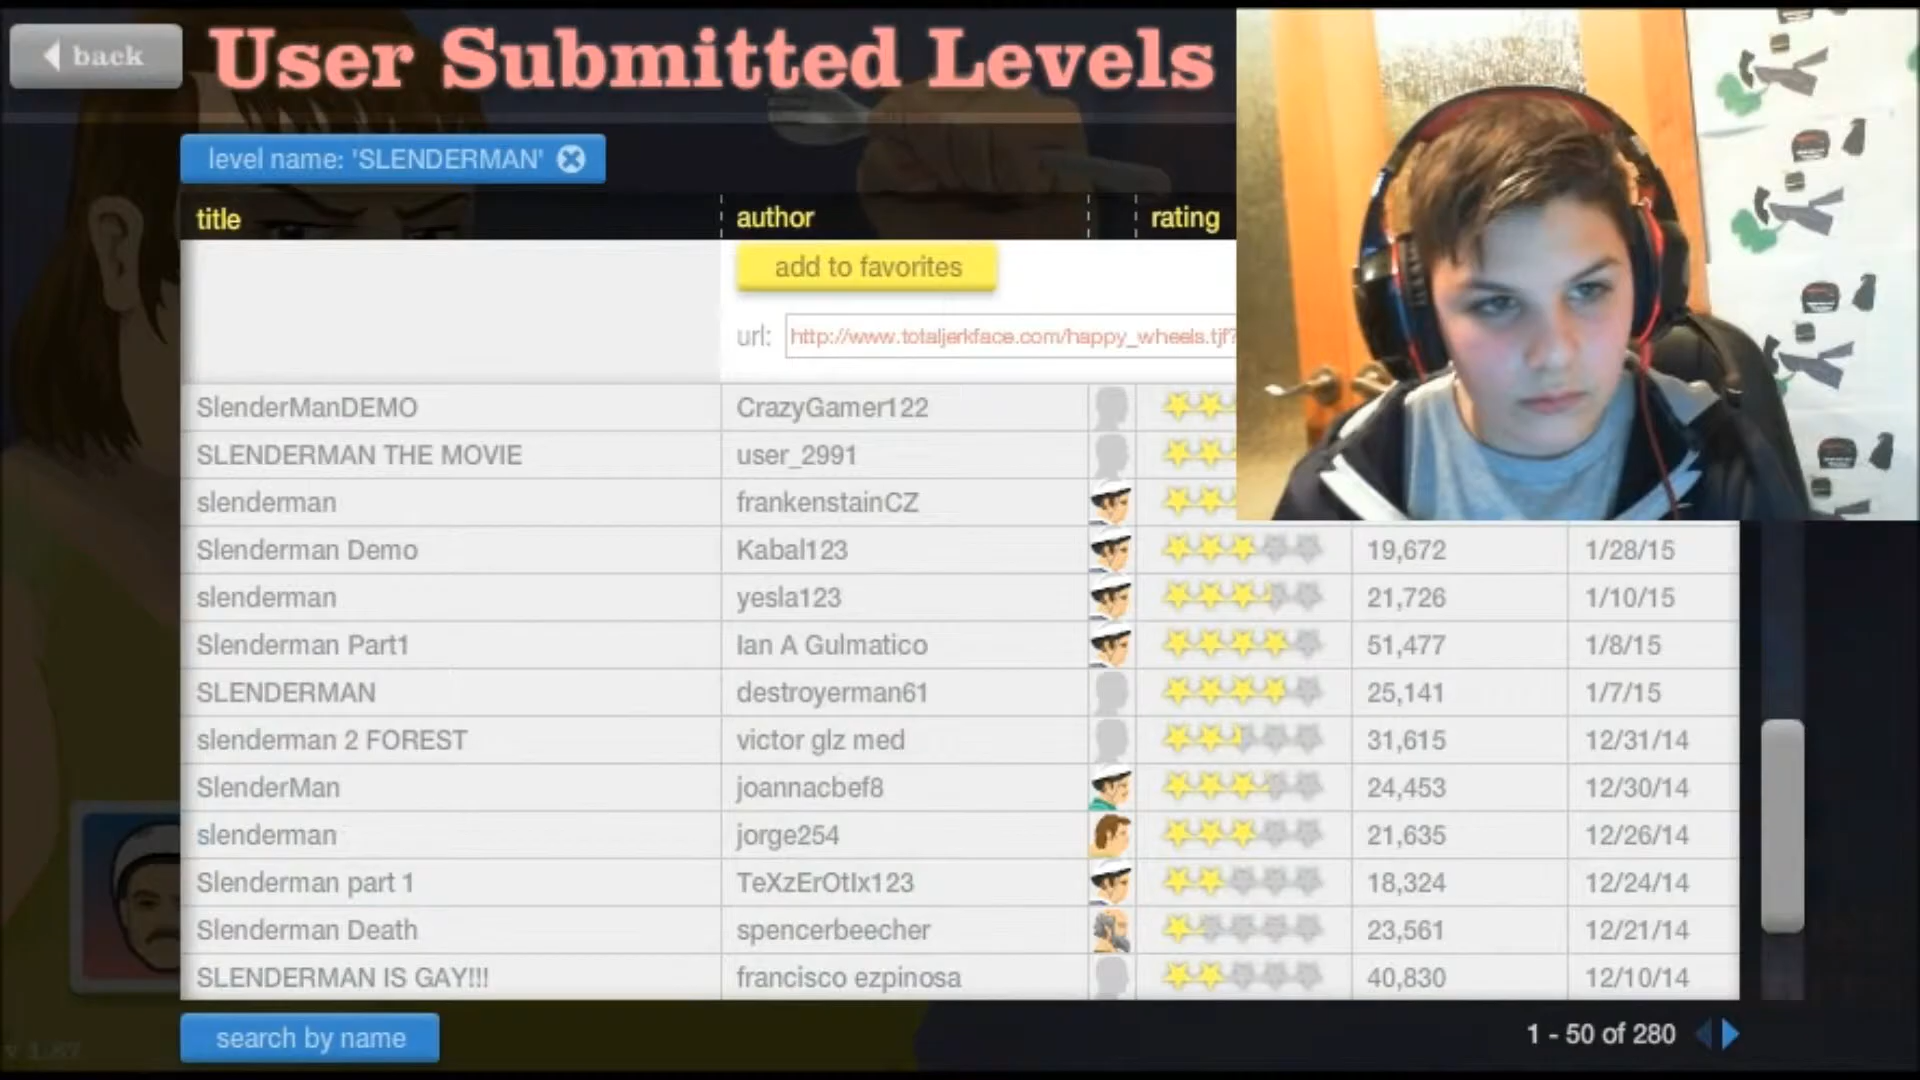 back
User Submitted Levels
level name: 'SLENDERMAN'
title author rating
add to favorites
url: http://www.totaljerkface.com/happy_wheels.tjf?
SlenderManDEMO CrazyGamer122
SLENDERMAN THE MOVIE user_2991
slenderman frankenstainCZ
Slenderman Demo Kabal123 19,672 1/28/15
slenderman yesla123 21,726 1/10/15
Slenderman Part1 Ian A Gulmatico 51,477 1/8/15
SLENDERMAN destroyerman61 25,141 1/7/15
slenderman 2 FOREST victor glz med 31,615 12/31/14
SlenderMan joannacbef8 24,453 12/30/14
slenderman jorge254 21,635 12/26/14
Slenderman part 1 TeXzErOtIx123 18,324 12/24/14
Slenderman Death spencerbeecher 23,561 12/21/14
SLENDERMAN IS GAY!!! francisco ezpinosa 40,830 12/10/14
search by name 1 - 50 of 280